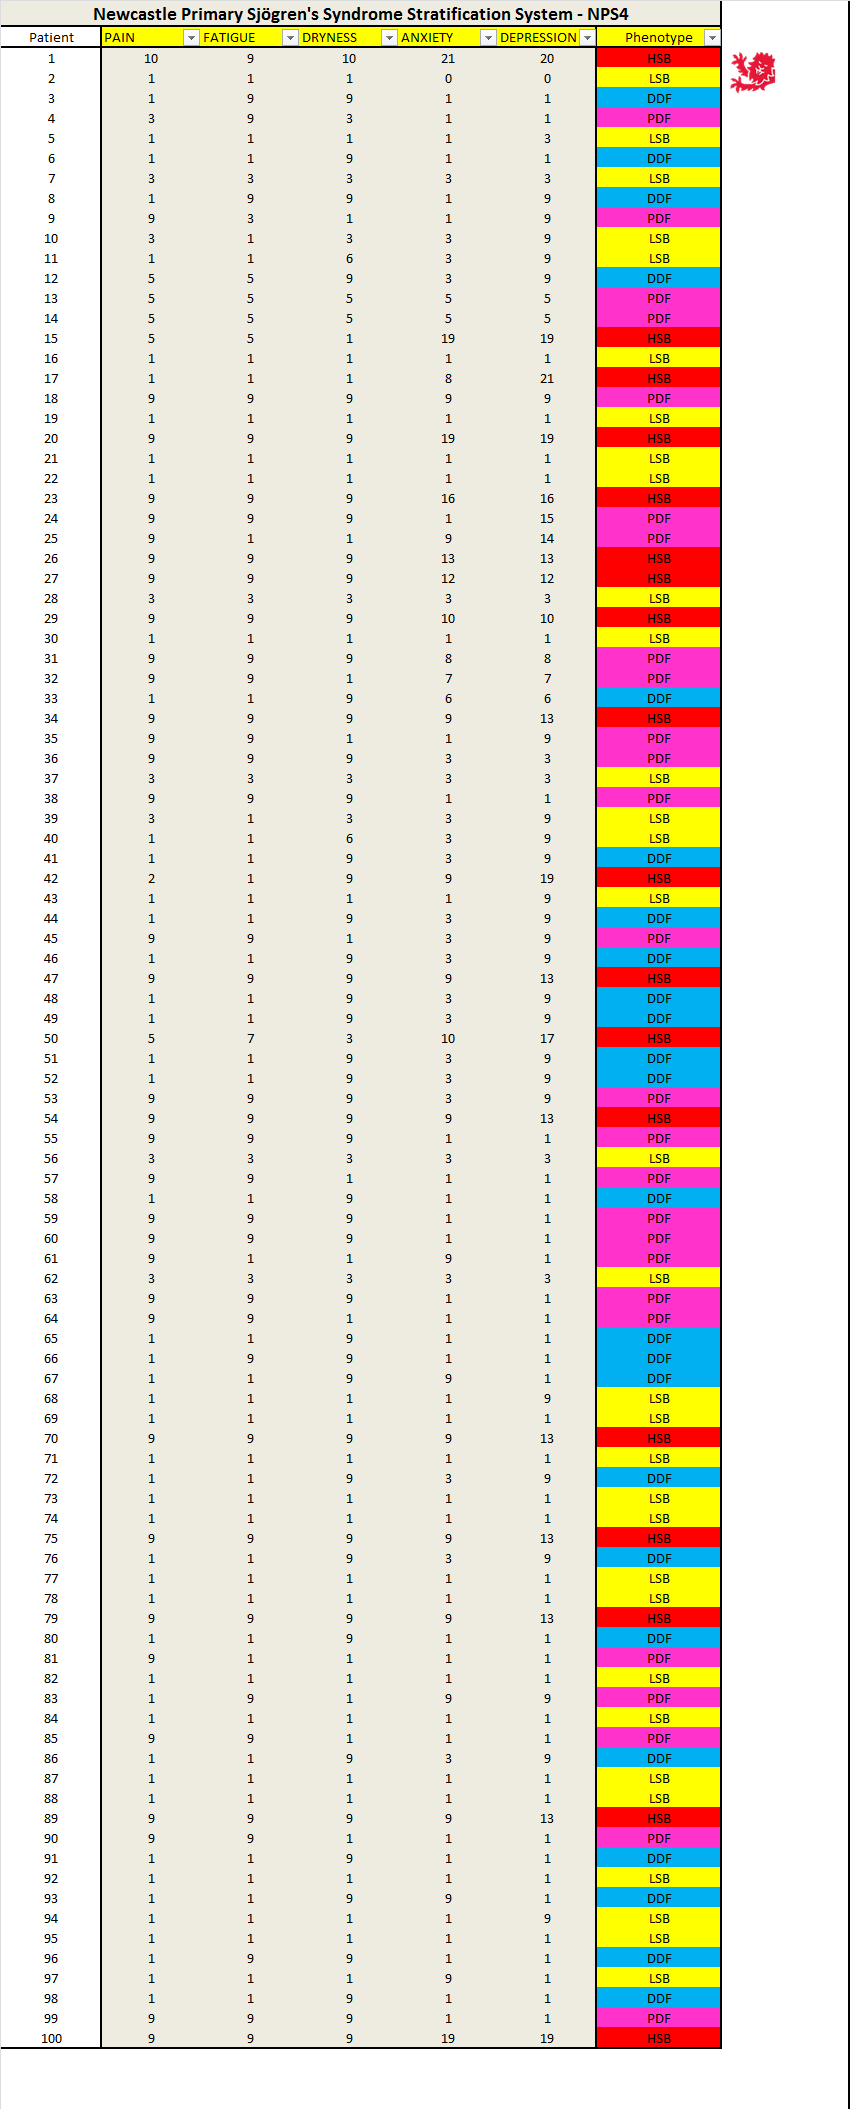 Newcastle Primary Sjögren's Syndrome Stratification System - NPS4
Patient PAIN FATIGUE DRYNESS ANXIETY DEPRESSION Phenotype
1 10 9 10 21 20 HSB
2 1 1 1 0 0 LSB
3 1 9 9 1 1 DDF
4 3 9 3 1 1 PDF
5 1 1 1 1 3 LSB
6 1 1 9 1 1 DDF
7 3 3 3 3 3 LSB
8 1 9 9 1 9 DDF
9 9 3 1 1 9 PDF
10 3 1 3 3 9 LSB
11 1 1 6 3 9 LSB
12 5 5 9 3 9 DDF
13 5 5 5 5 5 PDF
14 5 5 5 5 5 PDF
15 5 5 1 19 19 HSB
16 1 1 1 1 1 LSB
17 1 1 1 8 21 HSB
18 9 9 9 9 9 PDF
19 1 1 1 1 1 LSB
20 9 9 9 19 19 HSB
21 1 1 1 1 1 LSB
22 1 1 1 1 1 LSB
23 9 9 9 16 16 HSB
24 9 9 9 1 15 PDF
25 9 1 1 9 14 PDF
26 9 9 9 13 13 HSB
27 9 9 9 12 12 HSB
28 3 3 3 3 3 LSB
29 9 9 9 10 10 HSB
30 1 1 1 1 1 LSB
31 9 9 9 8 8 PDF
32 9 9 1 7 7 PDF
33 1 1 9 6 6 DDF
34 9 9 9 9 13 HSB
35 9 9 1 1 9 PDF
36 9 9 9 3 3 PDF
37 3 3 3 3 3 LSB
38 9 9 9 1 1 PDF
39 3 1 3 3 9 LSB
40 1 1 6 3 9 LSB
41 1 1 9 3 9 DDF
42 2 1 9 9 19 HSB
43 1 1 1 1 9 LSB
44 1 1 9 3 9 DDF
45 9 9 1 3 9 PDF
46 1 1 9 3 9 DDF
47 9 9 9 9 13 HSB
48 1 1 9 3 9 DDF
49 1 1 9 3 9 DDF
50 5 7 3 10 17 HSB
51 1 1 9 3 9 DDF
52 1 1 9 3 9 DDF
53 9 9 9 3 9 PDF
54 9 9 9 9 13 HSB
55 9 9 9 1 1 PDF
56 3 3 3 3 3 LSB
57 9 9 1 1 1 PDF
58 1 1 9 1 1 DDF
59 9 9 9 1 1 PDF
60 9 9 9 1 1 PDF
61 9 1 1 9 1 PDF
62 3 3 3 3 3 LSB
63 9 9 9 1 1 PDF
64 9 9 1 1 1 PDF
65 1 1 9 1 1 DDF
66 1 9 9 1 1 DDF
67 1 1 9 9 1 DDF
68 1 1 1 1 9 LSB
69 1 1 1 1 1 LSB
70 9 9 9 9 13 HSB
71 1 1 1 1 1 LSB
72 1 1 9 3 9 DDF
73 1 1 1 1 1 LSB
74 1 1 1 1 1 LSB
75 9 9 9 9 13 HSB
76 1 1 9 3 9 DDF
77 1 1 1 1 1 LSB
78 1 1 1 1 1 LSB
79 9 9 9 9 13 HSB
80 1 1 9 1 1 DDF
81 9 1 1 1 1 PDF
82 1 1 1 1 1 LSB
83 1 9 1 9 9 PDF
84 1 1 1 1 1 LSB
85 9 9 1 1 1 PDF
86 1 1 9 3 9 DDF
87 1 1 1 1 1 LSB
88 1 1 1 1 1 LSB
89 9 9 9 9 13 HSB
90 9 9 1 1 1 PDF
91 1 1 9 1 1 DDF
92 1 1 1 1 1 LSB
93 1 1 9 9 1 DDF
94 1 1 1 1 9 LSB
95 1 1 1 1 1 LSB
96 1 9 9 1 1 DDF
97 1 1 1 9 1 LSB
98 1 1 9 1 1 DDF
99 9 9 9 1 1 PDF
100 9 9 9 19 19 HSB